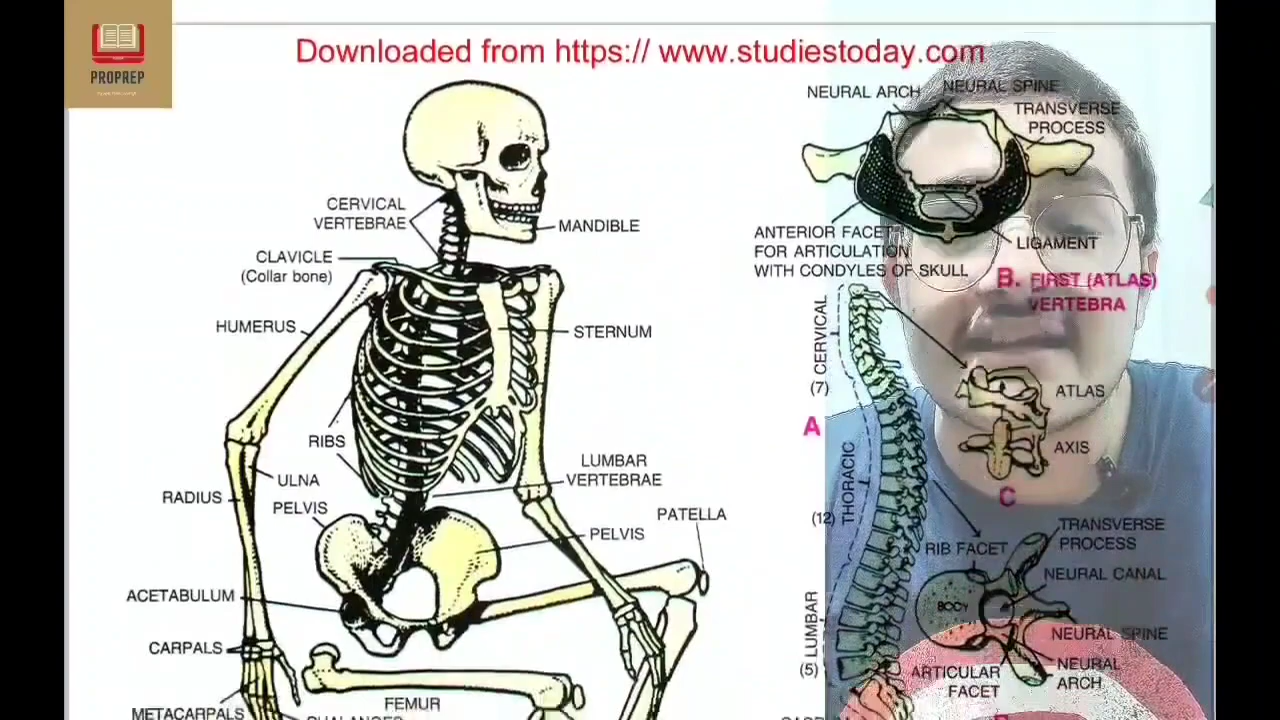 PROPREP
Downloaded from https:// www.studiestoday.com
CERVICAL
VERTEBRAE
CLAVICLE
(Collar bone)
HUMERUS
RIBS
ULNA
RADIUS
PELVIS
ACETABULUM
CARPALS
METACARPALS
PHALANGES
FEMUR
MANDIBLE
STERNUM
LUMBAR
VERTEBRAE
PATELLA
PELVIS
NEURAL ARCH
NEURAL SPINE
TRANSVERSE
PROCESS
ANTERIOR FACET
FOR ARTICULATION
WITH CONDYLES OF SKULL
LIGAMENT
B. FIRST (ATLAS)
VERTEBRA
CERVICAL
(7)
A
THORACIC
(12)
LUMBAR
(5)
ATLAS
AXIS
C
RIB FACET
TRANSVERSE
PROCESS
NEURAL CANAL
BODY
NEURAL SPINE
NEURAL
ARCH
ARTICULAR
FACET